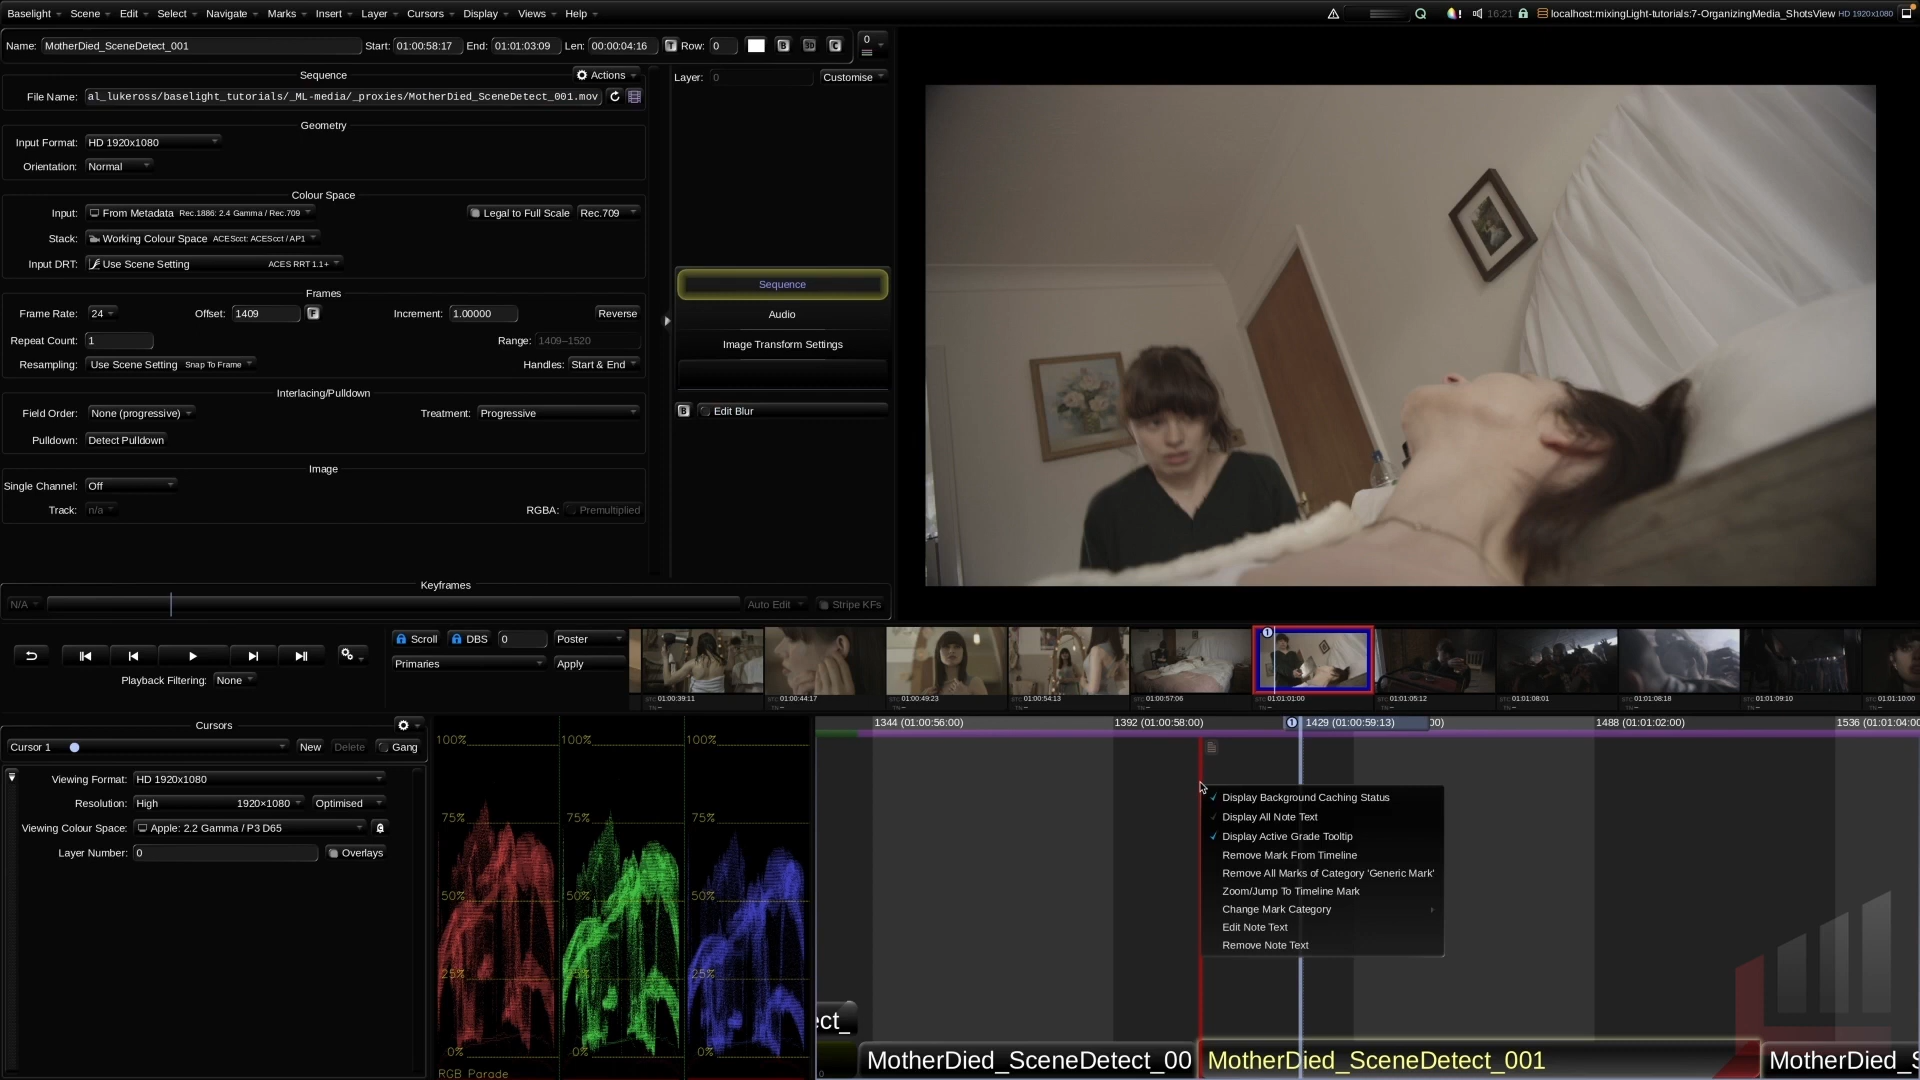 Baselight Scene Edit Select Navigate Marks Insert Layer Cursors Display Views Help 16:21 localhost:mixingLight-tutorials:7-OrganizingMedia_ShotsView HD 1920x1080
Name: MotherDied_SceneDetect_001 Start: 01:00:58:17 End: 01:01:03:09 Len: 00:00:04:16 T Row: 0 B 3D C 0
Sequence Actions
Layer: 0 Customise
File Name: al_lukeross/baselight_tutorials/_ML-media/_proxies/MotherDied_SceneDetect_001.mov
Geometry
Input Format: HD 1920x1080
Orientation: Normal
Colour Space
Input: From Metadata Rec.1886: 2.4 Gamma / Rec.709 Legal to Full Scale Rec.709
Stack: Working Colour Space ACEScct: ACEScct / AP1
Input DRT: Use Scene Setting ACES RRT 1.1+
Sequence
Frames
Frame Rate: 24 Offset: 1409 F Increment: 1.00000 Reverse
Audio
Repeat Count: 1 Range: 1409–1520
Image Transform Settings
Resampling: Use Scene Setting Snap To Frame Handles: Start & End
Interlacing/Pulldown
Field Order: None (progressive) Treatment: Progressive
B Edit Blur
Pulldown: Detect Pulldown
Image
Single Channel: Off
Track: n/a RGBA: Premultiplied
Keyframes
N/A Auto Edit Stripe KFs
Scroll DBS 0 Poster
Primaries Apply
Playback Filtering: None
1
01:00:39:11 01:00:44:17 01:00:49:23 01:00:54:13 01:00:57:06 01:01:01:00 01:01:05:12 01:01:08:01 01:01:08:18 01:01:09:10 01:01:10:00
Cursors
Cursor 1 New Delete Gang
Viewing Format: HD 1920x1080
Resolution: High 1920×1080 Optimised
Viewing Colour Space: Apple: 2.2 Gamma / P3 D65
Layer Number: 0 Overlays
100% 100% 100%
75% 75% 75%
50% 50% 50%
25% 25% 25%
0% 0% 0%
RGB Parade
1344 (01:00:56:00) 1392 (01:00:58:00) 1 1429 (01:00:59:13) 00) 1488 (01:01:02:00) 1536 (01:01:04:00
Display Background Caching Status
Display All Note Text
Display Active Grade Tooltip
Remove Mark From Timeline
Remove All Marks of Category 'Generic Mark'
Zoom/Jump To Timeline Mark
Change Mark Category
Edit Note Text
Remove Note Text
ect_
0
MotherDied_SceneDetect_00 MotherDied_SceneDetect_001 MotherDied_S